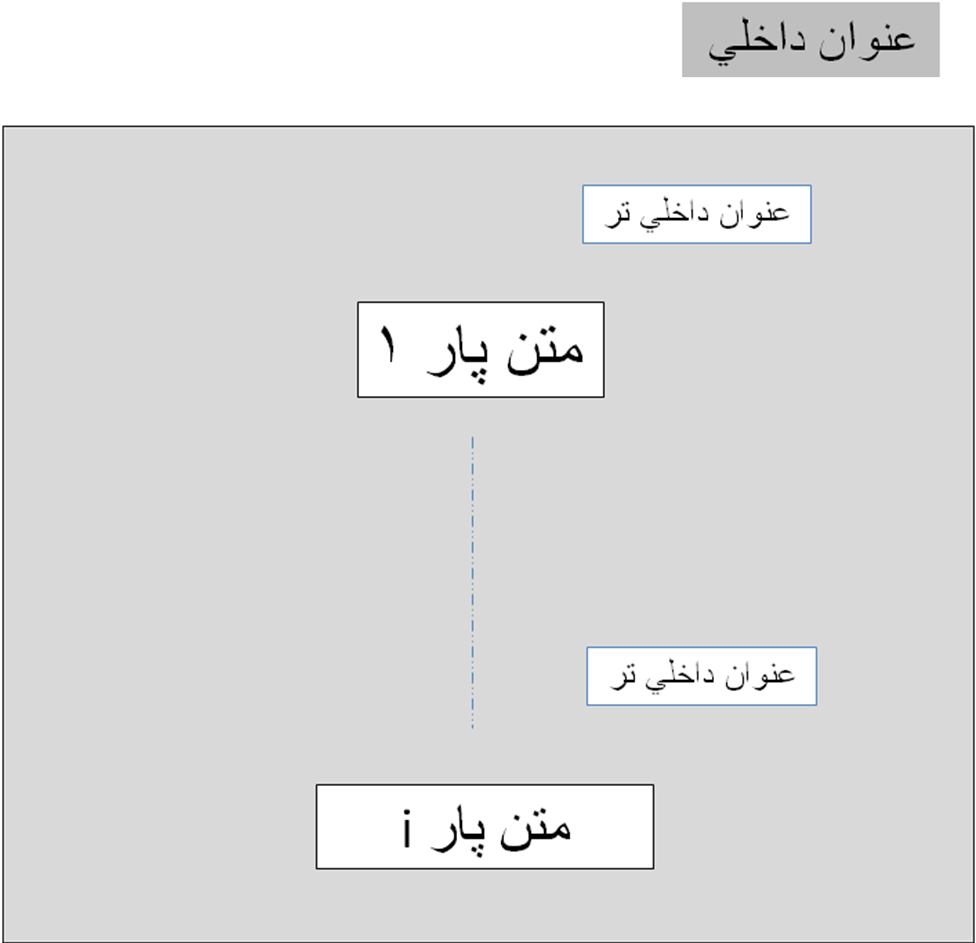 عنوان داخلي
عنوان داخلي تر
متن پار ۱
عنوان داخلي تر
متن پار i